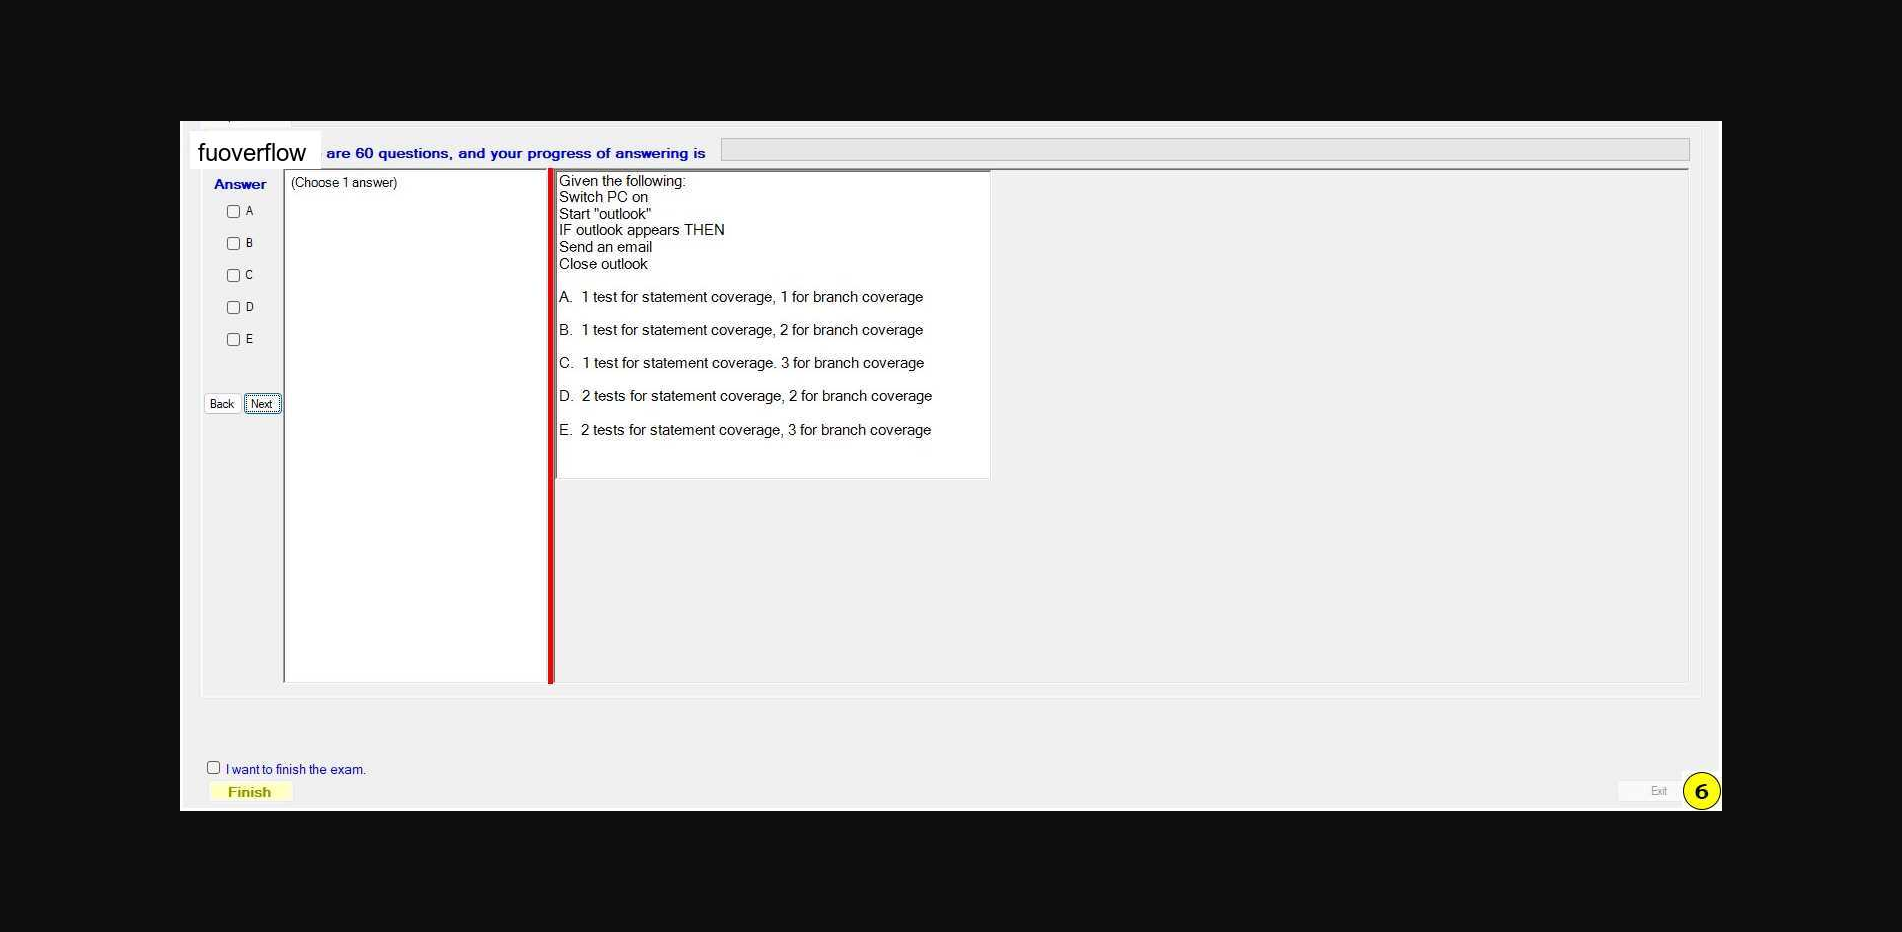 fuoverflow are 60 questions, and your progress of answering is
Answer
A
B
C
D
E
Back Next
(Choose 1 answer)
Given the following:
Switch PC on
Start "outlook"
IF outlook appears THEN
Send an email
Close outlook
A. 1 test for statement coverage, 1 for branch coverage
B. 1 test for statement coverage, 2 for branch coverage
C. 1 test for statement coverage. 3 for branch coverage
D. 2 tests for statement coverage, 2 for branch coverage
E. 2 tests for statement coverage, 3 for branch coverage
I want to finish the exam.
Finish
Exit
6